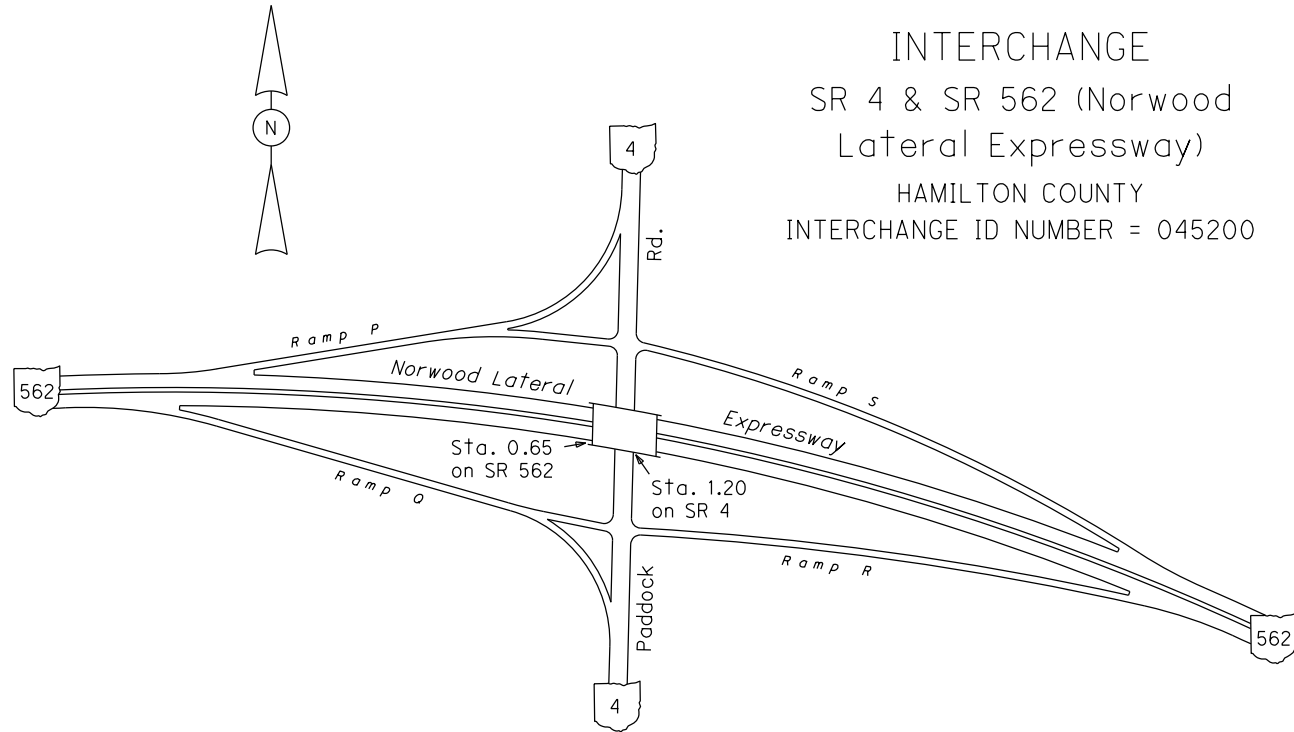 INTERCHANGE
SR 4 & SR 562 (Norwood
Lateral Expressway)
HAMILTON COUNTY
INTERCHANGE ID NUMBER = 045200
N
4
Rd.
Ramp P
562
Norwood Lateral
Ramp S
Expressway
Sta. 0.65
on SR 562
Ramp Q
Sta. 1.20
on SR 4
Ramp R
Paddock
562
4